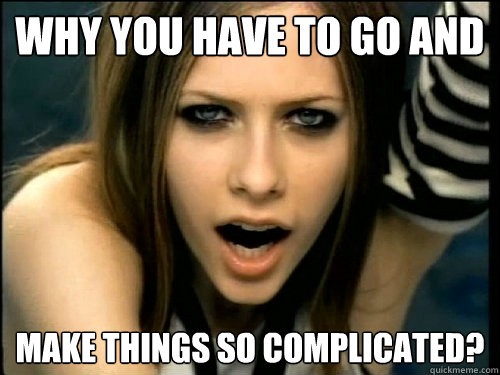 WHY YOU HAVE TO GO AND
MAKE THINGS SO COMPLICATED?
quickmeme.com